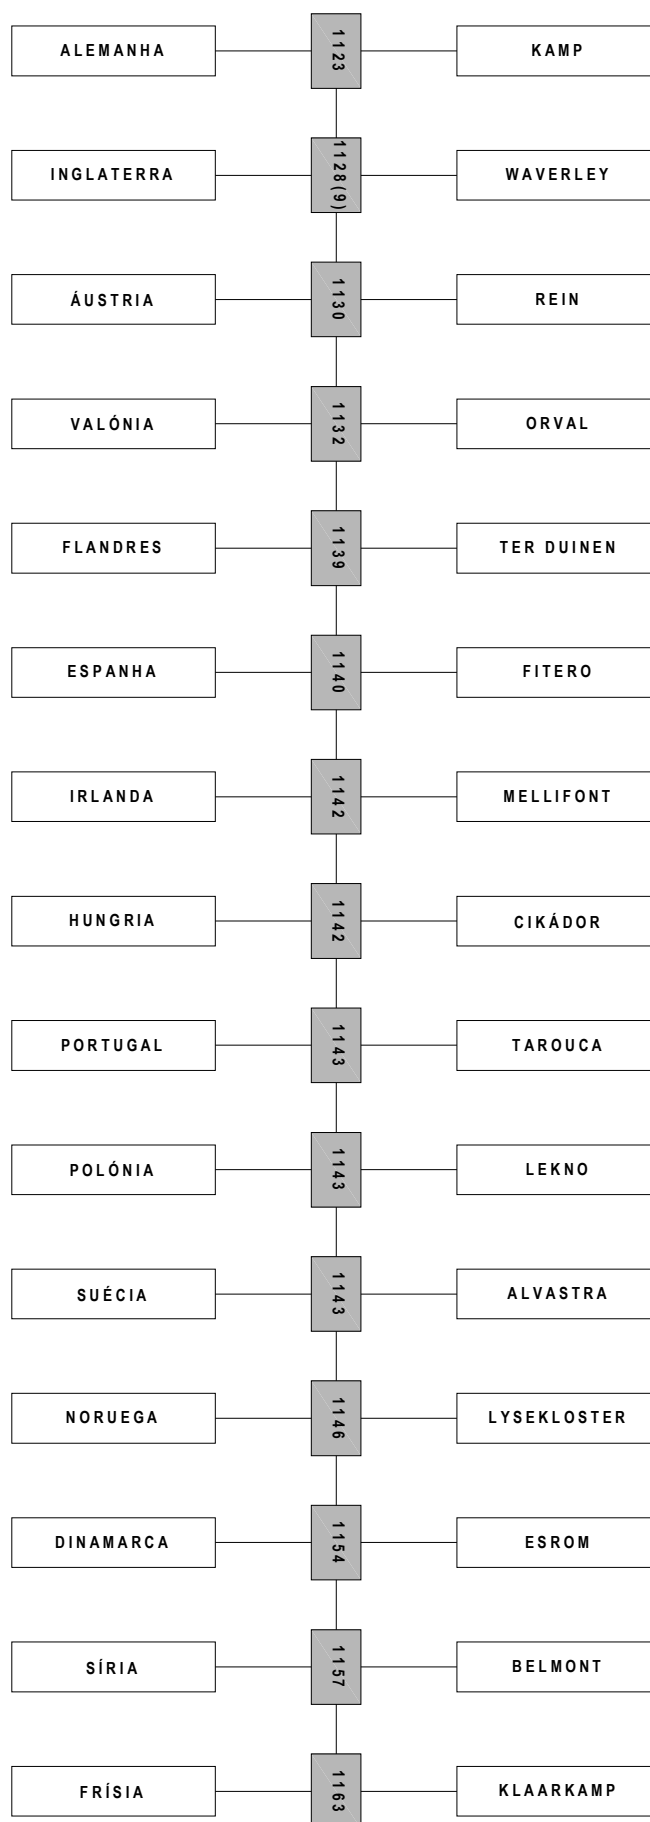 ALEMANHA 1123 KAMP
INGLATERRA 1128(9) WAVERLEY
ÁUSTRIA 1130 REIN
VALÓNIA 1132 ORVAL
FLANDRES 1139 TER DUINEN
ESPANHA 1140 FITERO
IRLANDA 1142 MELLIFONT
HUNGRIA 1142 CIKÁDOR
PORTUGAL 1143 TAROUCA
POLÓNIA 1143 LEKNO
SUÉCIA 1143 ALVASTRA
NORUEGA 1146 LYSEKLOSTER
DINAMARCA 1154 ESROM
SÍRIA 1157 BELMONT
FRÍSIA 1163 KLAARKAMP